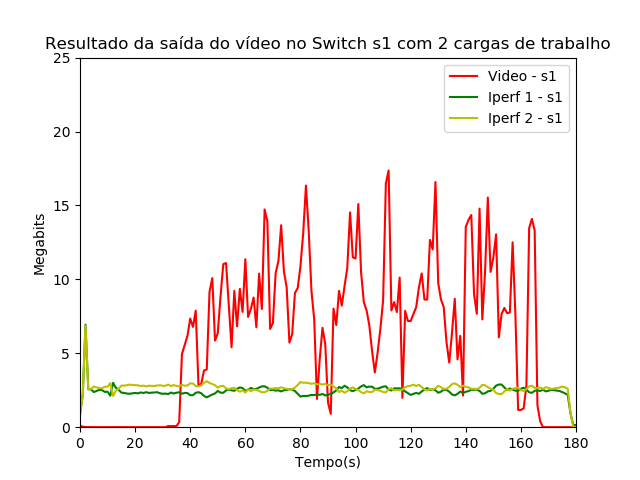 Resultado da saída do vídeo no Switch s1 com 2 cargas de trabalho
25
20
15
10
5
0
Megabits
Video - s1
Iperf 1 - s1
Iperf 2 - s1
0 20 40 60 80 100 120 140 160 180
Tempo(s)